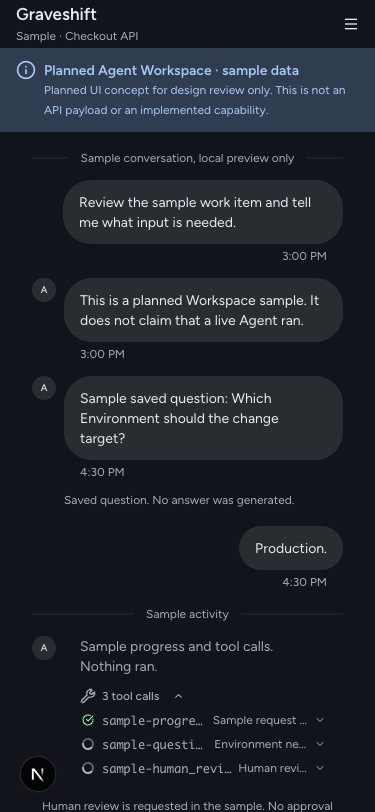 Graveshift
Sample · Checkout API
Planned Agent Workspace · sample data
Planned UI concept for design review only. This is not an
API payload or an implemented capability.
Sample conversation, local preview only
Review the sample work item and tell
me what input is needed.
3:00 PM
A
This is a planned Workspace sample. It
does not claim that a live Agent ran.
3:00 PM
A
Sample saved question: Which
Environment should the change
target?
4:30 PM
Saved question. No answer was generated.
Production.
4:30 PM
Sample activity
A
Sample progress and tool calls.
Nothing ran.
3 tool calls
sample-progre… Sample request …
sample-questi… Environment ne…
sample-human_revi… Human revi…
N
Human review is requested in the sample. No approval